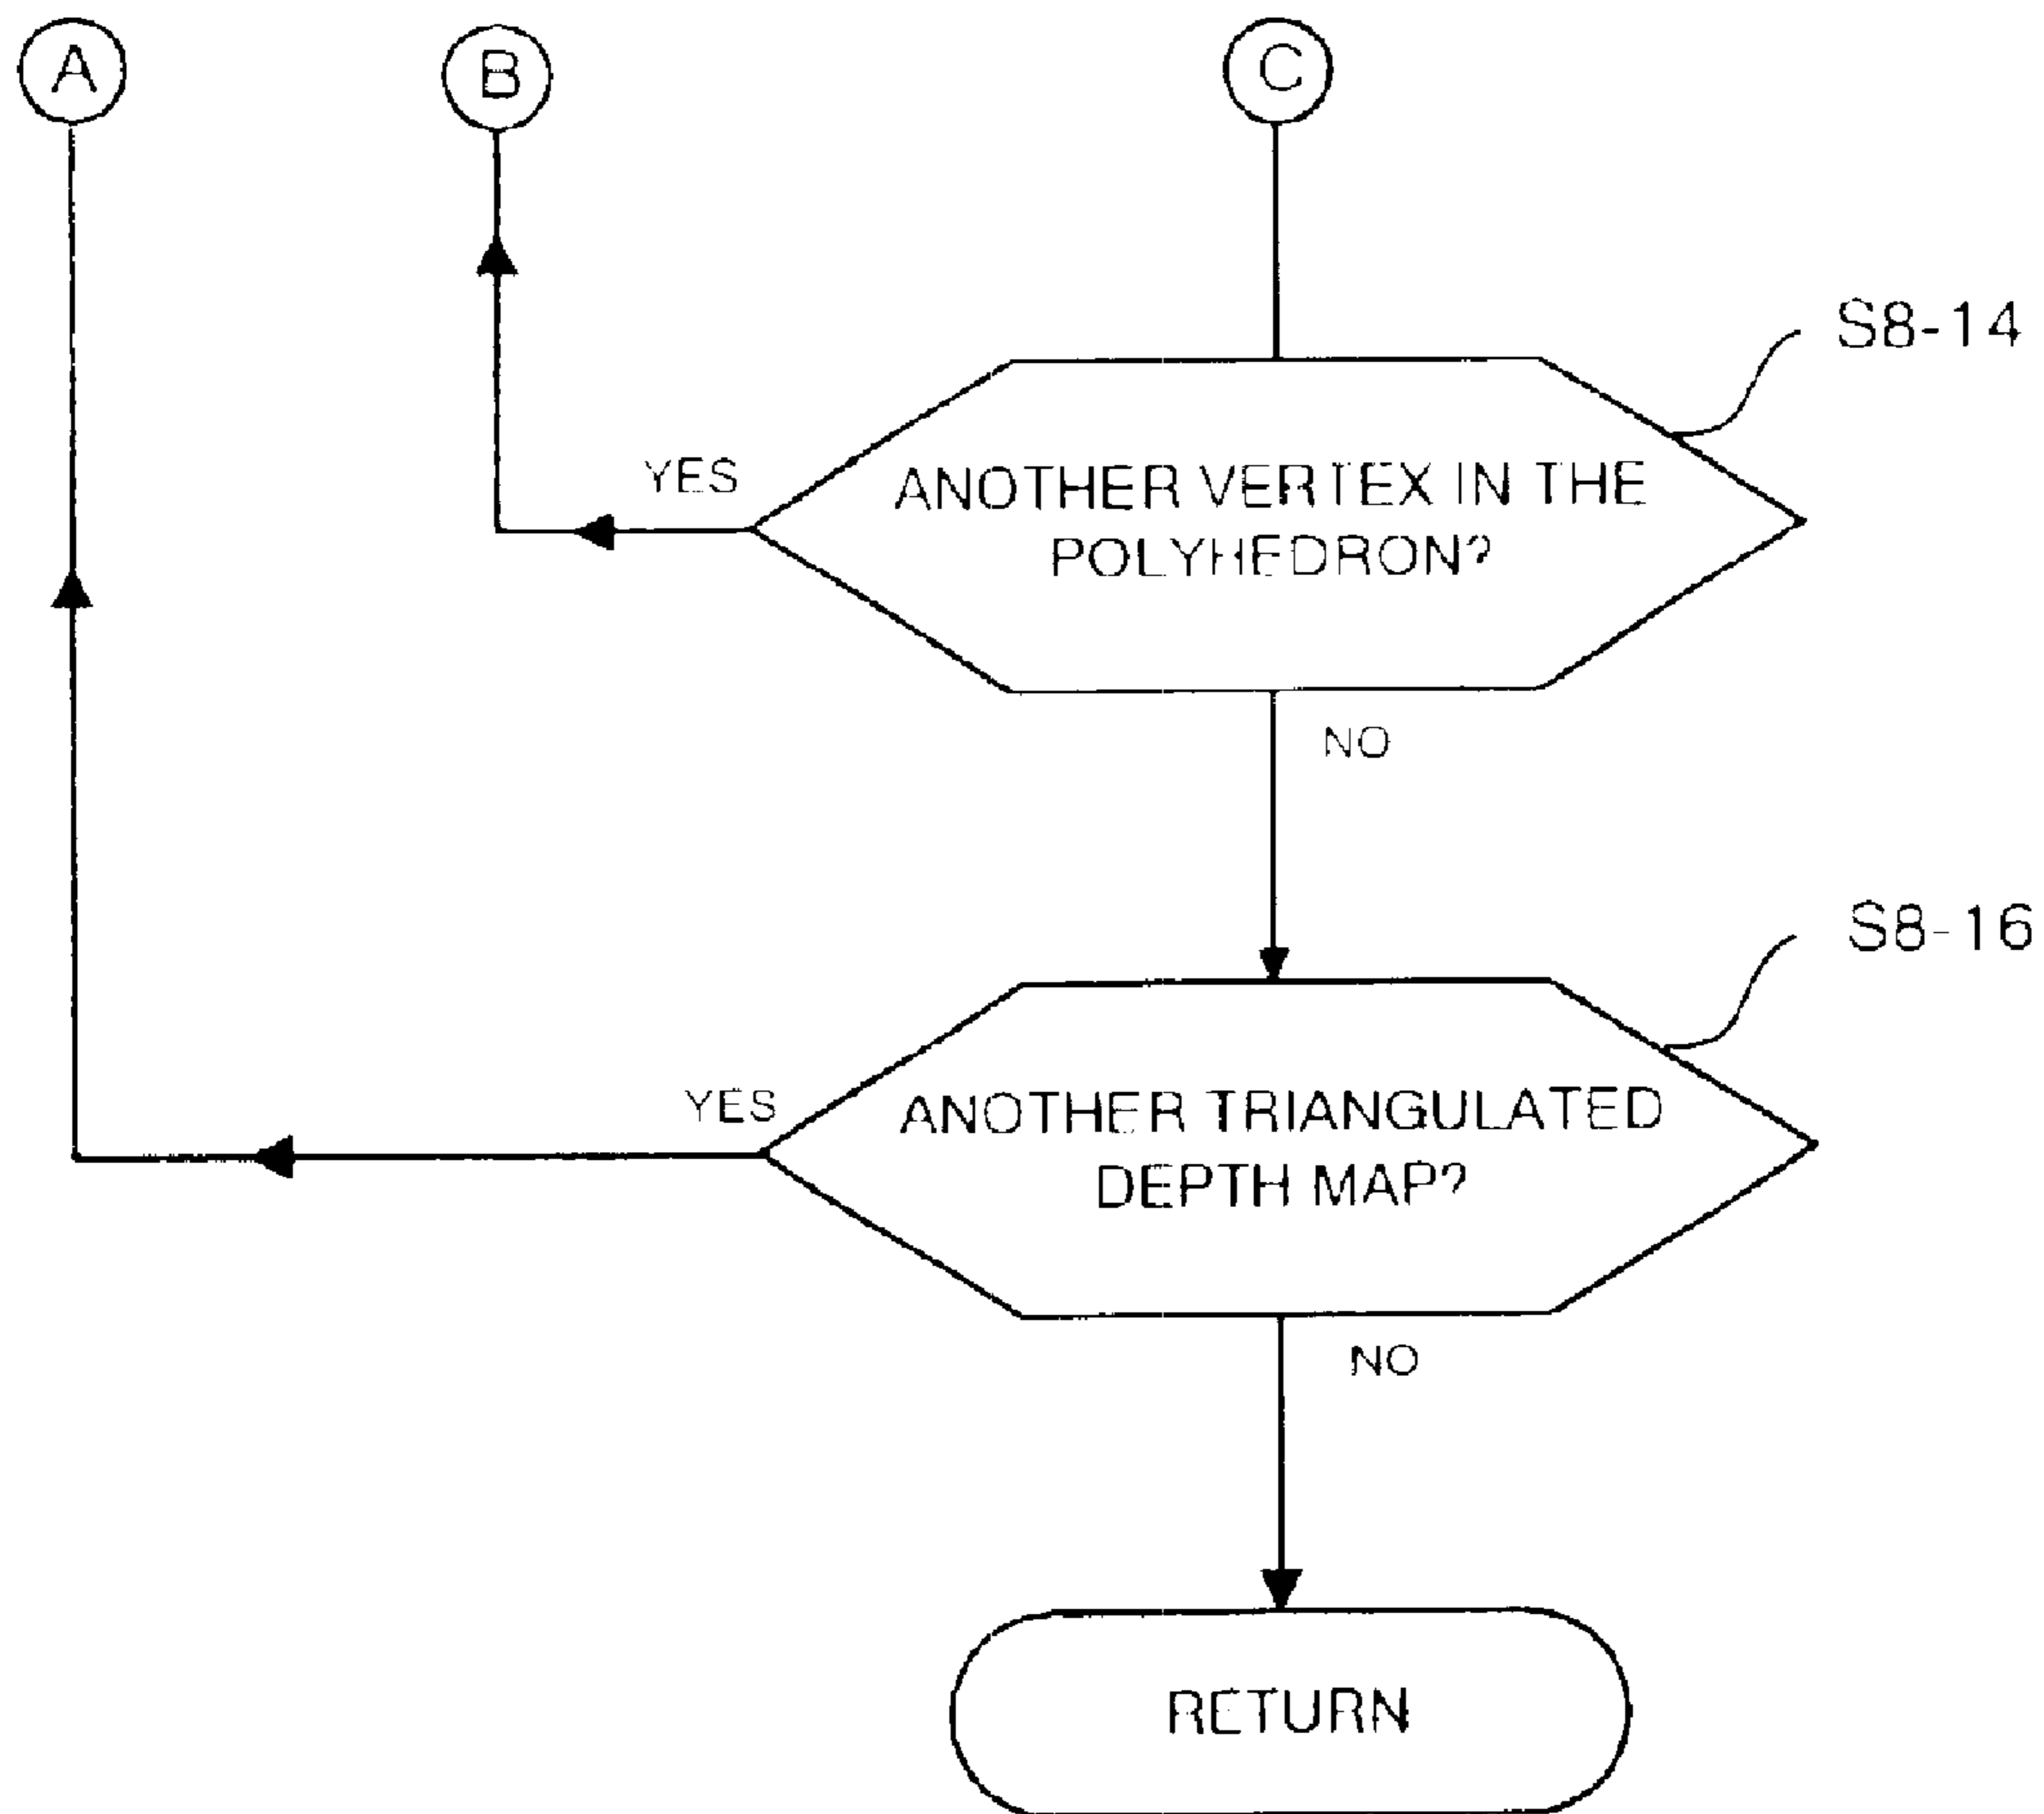 A
B
C
S8-14
YES
ANOTHER VERTEX IN THE
POLYHEDRON?
NO
S8-16
YES
ANOTHER TRIANGULATED
DEPTH MAP?
NO
RETURN